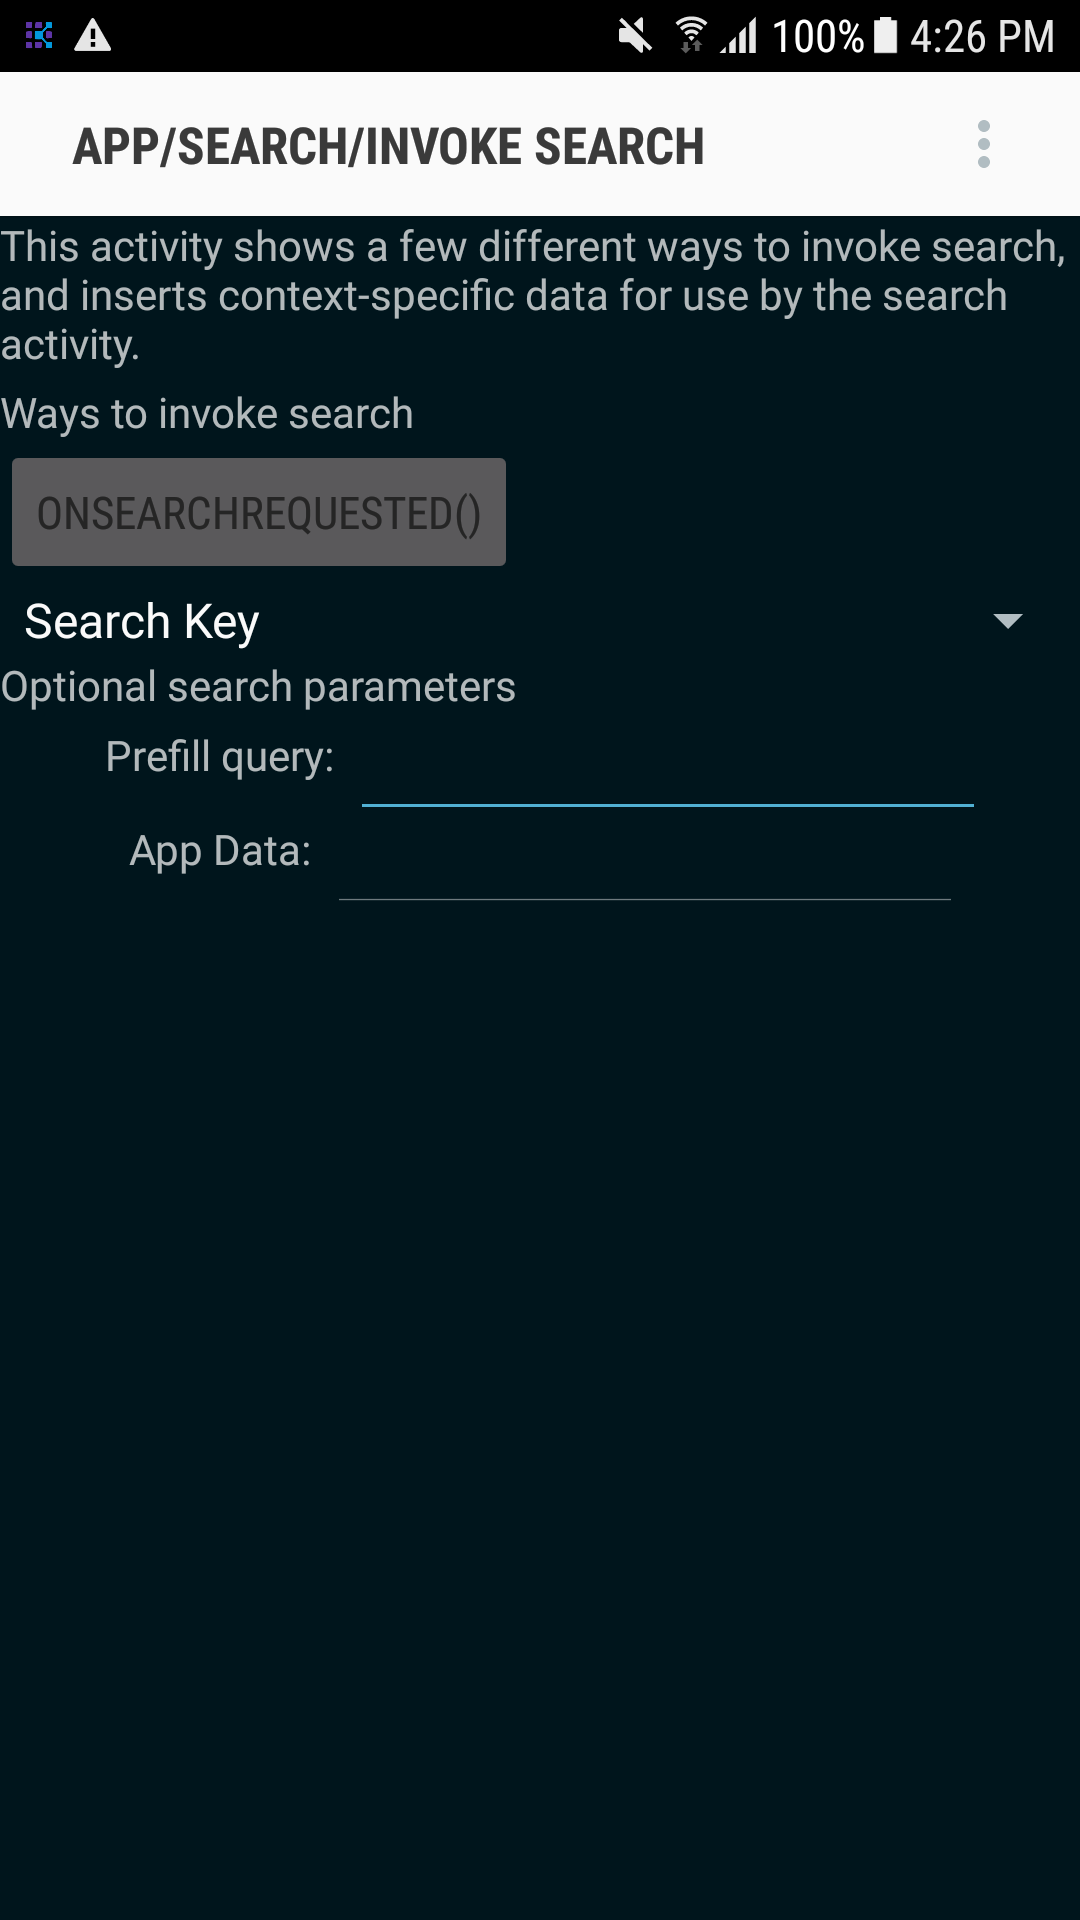 100% 4:26 PM
APP/SEARCH/INVOKE SEARCH
This activity shows a few different ways to invoke search,
and inserts context-specific data for use by the search
activity.
Ways to invoke search
ONSEARCHREQUESTED()
Search Key
Optional search parameters
Prefill query:
App Data: